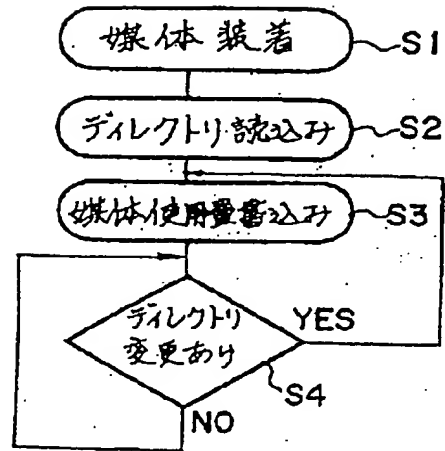 媒体装着
S1
ディレクトリ読込み
S2
媒体使用量書込み
S3
ディレクトリ
変更あり
YES
S4
NO